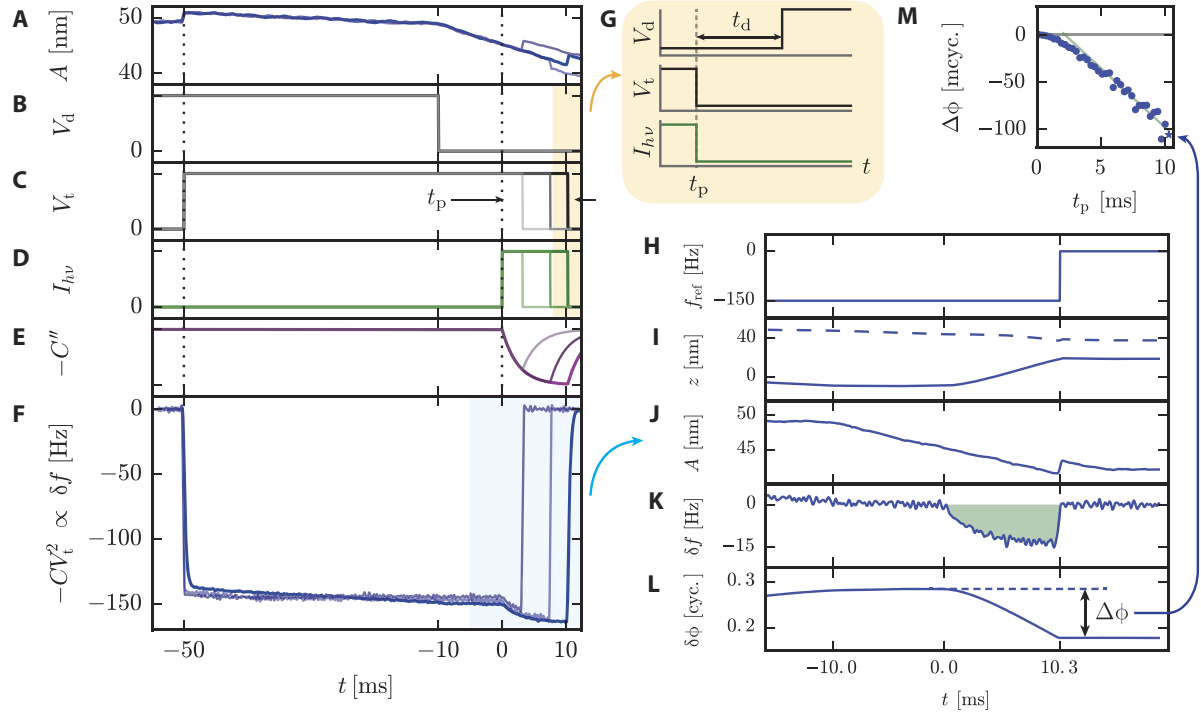 A
A [nm]
50
40
B
V_d
0
C
V_t
0
t_p
D
I_hν
0
E
−C″
F
−CV_t^2 ∝ δf [Hz]
0
−50
−100
−150
−50
−10
0
10
t [ms]
G
V_d
t_d
V_t
I_hν
t
t_p
M
Δϕ [mcyc.]
0
−50
−100
0
5
10
t_p [ms]
H
f_ref [Hz]
0
−150
I
z [nm]
40
0
J
A [nm]
50
45
K
δf [Hz]
0
−15
L
δϕ [cyc.]
0.3
0.2
Δϕ
−10.0
0.0
10.3
t [ms]